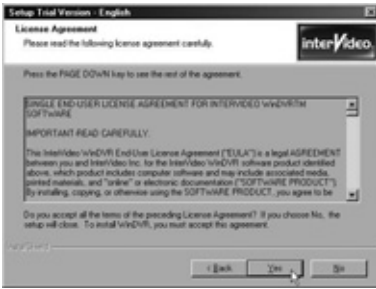 Setup Trial Version - English
License Agreement
Please read the following license agreement carefully.
interVideo.
Press the PAGE DOWN key to see the rest of the agreement.
SINGLE END-USER LICENSE AGREEMENT FOR INTERVIDEO WinDVRTM
SOFTWARE
IMPORTANT-READ CAREFULLY:
This InterVideo WinDVR End-User License Agreement ("EULA") is a legal AGREEMENT
between you and InterVideo Inc. for the InterVideo WinDVR software product identified
above, which product includes computer software and may include associated media,
printed materials, and "online" or electronic documentation ("SOFTWARE PRODUCT").
By installing, copying, or otherwise using the SOFTWARE PRODUCT, you agree to be
Do you accept all the terms of the preceding License Agreement? If you choose No, the
setup will close. To install WinDVR, you must accept this agreement.
< Back
Yes
No